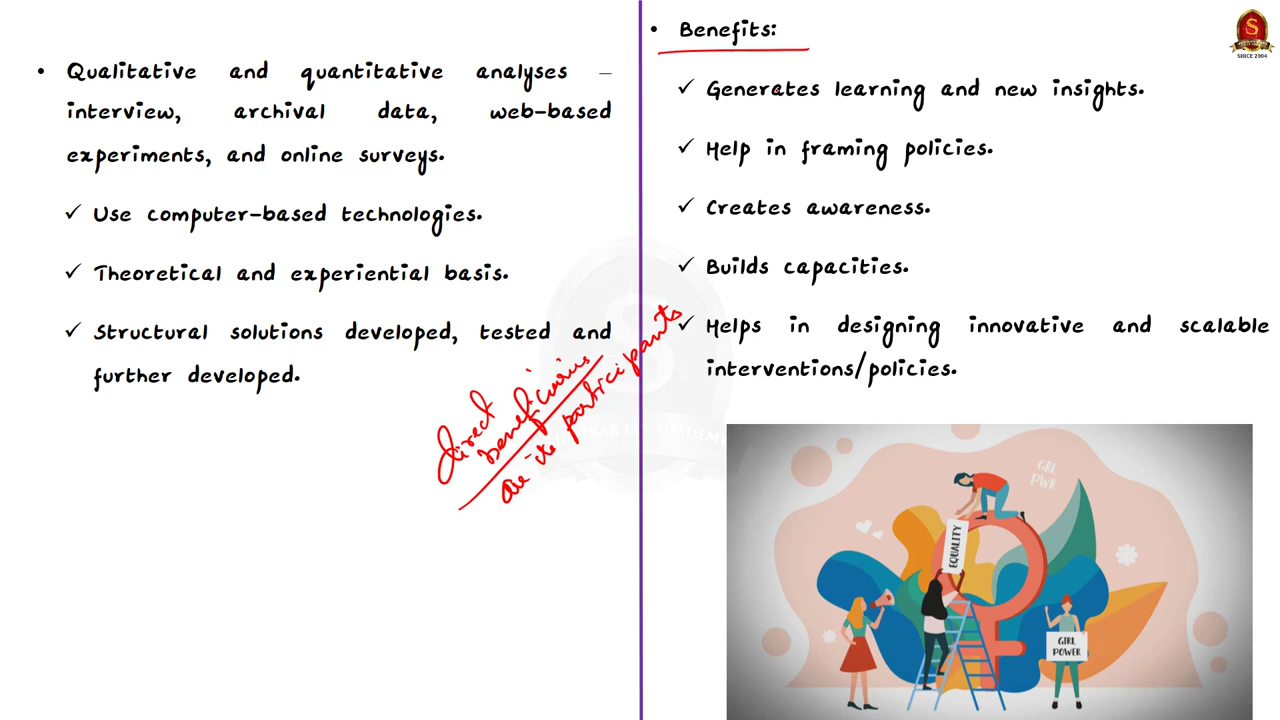 • Qualitative and quantitative analyses –
interview, archival data, web-based
experiments, and online surveys.
✓ Use computer-based technologies.
✓ Theoretical and experiential basis.
✓ Structural solutions developed, tested and
further developed.
direct
beneficiaries
are its participants
• Benefits:
✓ Generates learning and new insights.
✓ Help in framing policies.
✓ Creates awareness.
✓ Builds capacities.
✓ Helps in designing innovative and scalable
interventions/policies.
S
SINCE 2004
GRL
PWR
EQUALITY
GIRL
POWER